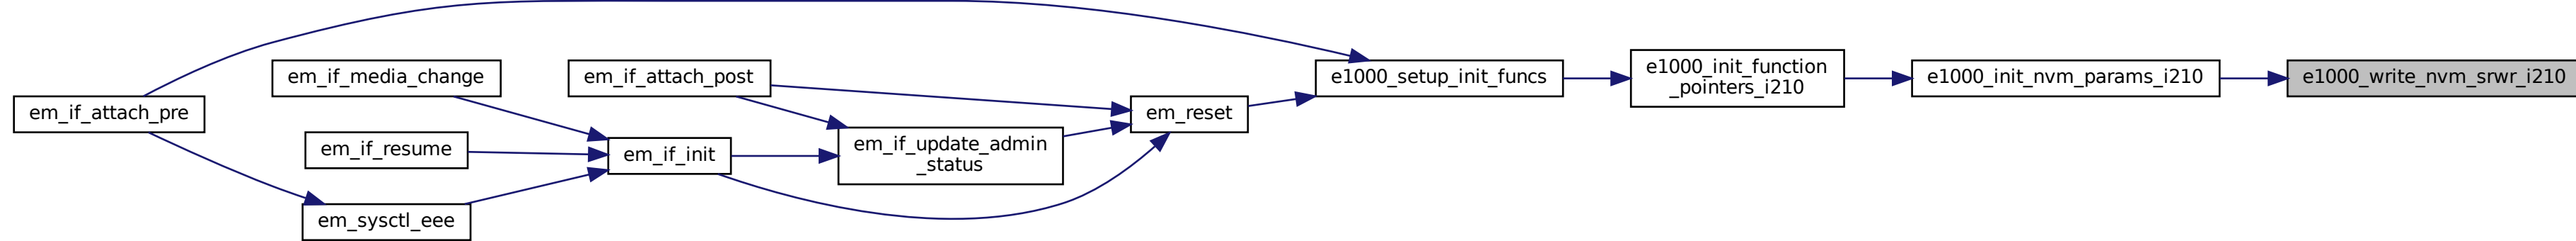 em_if_attach_pre
em_if_media_change
em_if_resume
em_sysctl_eee
em_if_attach_post
em_if_init
em_if_update_admin
_status
em_reset
e1000_setup_init_funcs
e1000_init_function
_pointers_i210
e1000_init_nvm_params_i210
e1000_write_nvm_srwr_i210